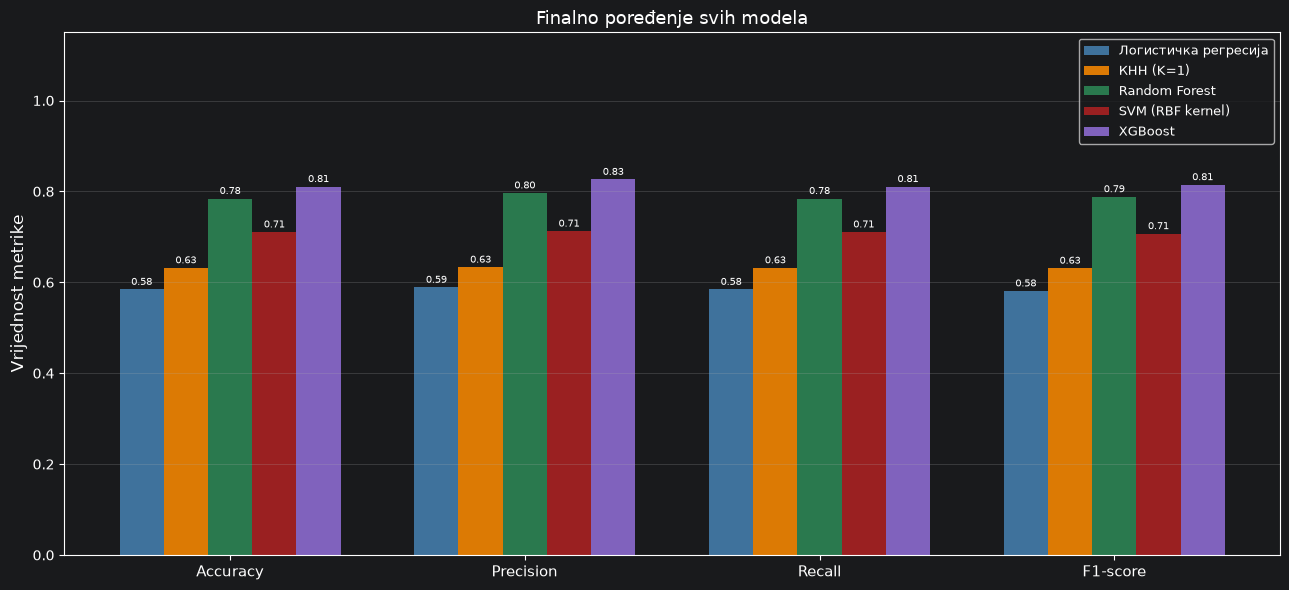 Finalno poređenje svih modela
Логистичка регресија
КНН (K=1)
Random Forest
SVM (RBF kernel)
XGBoost
Vrijednost metrike
1.0
0.8
0.6
0.4
0.2
0.0
0.58
0.63
0.78
0.71
0.81
0.59
0.63
0.80
0.71
0.83
0.58
0.63
0.78
0.71
0.81
0.58
0.63
0.79
0.71
0.81
Accuracy
Precision
Recall
F1-score